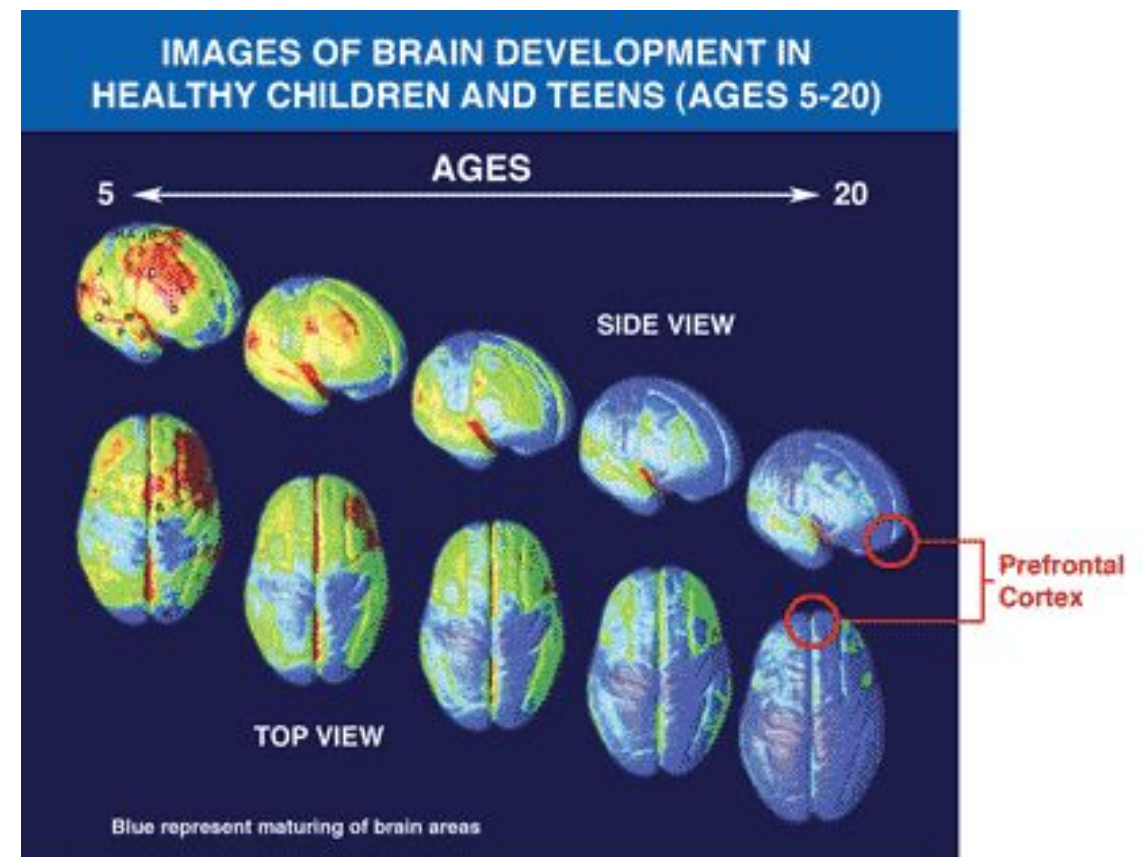 IMAGES OF BRAIN DEVELOPMENT IN
HEALTHY CHILDREN AND TEENS (AGES 5-20)
AGES
5
20
SIDE VIEW
Prefrontal
Cortex
TOP VIEW
Blue represent maturing of brain areas